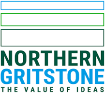 NORTHERN
GRITSTONE
THE VALUE OF IDEAS